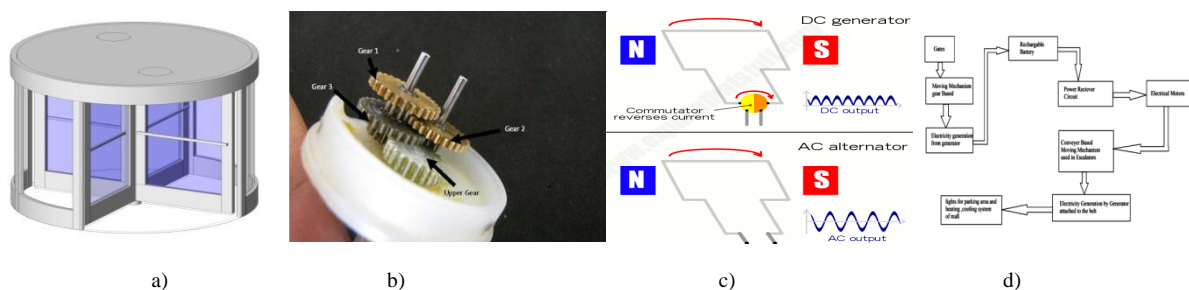 Gear 1
Gear 3
Gear 2
Upper Gear
DC generator
N
S
Commutator
reverses current
DC output
AC alternator
N
S
AC output
Gates
Moving Mechanism
gear Based
Electricity generation
from generator
Rechargable
Battery
Power Reciever
Circuit
Electrical Motors
Conveyer Based
Moving Mechanism
used in Escalators
Electricity Generation by Generator
attached to the belt
lights for parking area and
heating ,cooling system
of mall
a)
b)
c)
d)